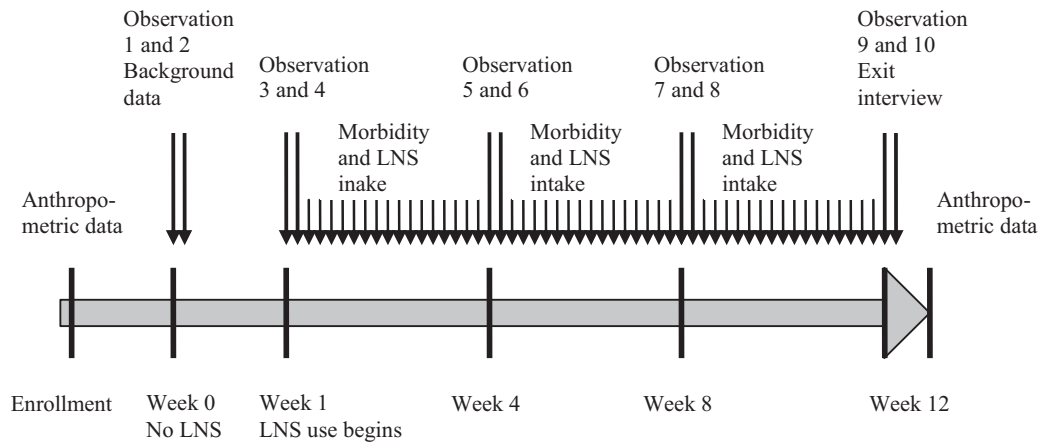 Observation
1 and 2
Background
data
Observation
3 and 4
Observation
5 and 6
Observation
7 and 8
Observation
9 and 10
Exit
interview
Morbidity
and LNS
inake
Morbidity
and LNS
intake
Morbidity
and LNS
intake
Anthropo-
metric data
Anthropo-
metric data
Enrollment
Week 0
No LNS
Week 1
LNS use begins
Week 4
Week 8
Week 12